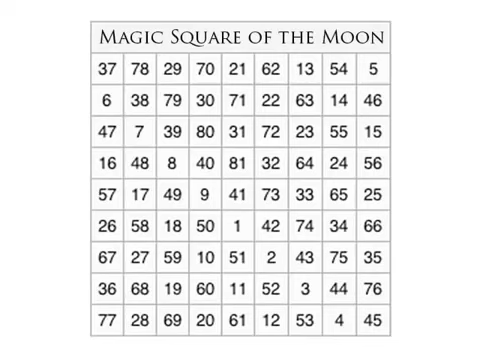 Magic Square of the Moon
37 78 29 70 21 62 13 54 5
6 38 79 30 71 22 63 14 46
47 7 39 80 31 72 23 55 15
16 48 8 40 81 32 64 24 56
57 17 49 9 41 73 33 65 25
26 58 18 50 1 42 74 34 66
67 27 59 10 51 2 43 75 35
36 68 19 60 11 52 3 44 76
77 28 69 20 61 12 53 4 45